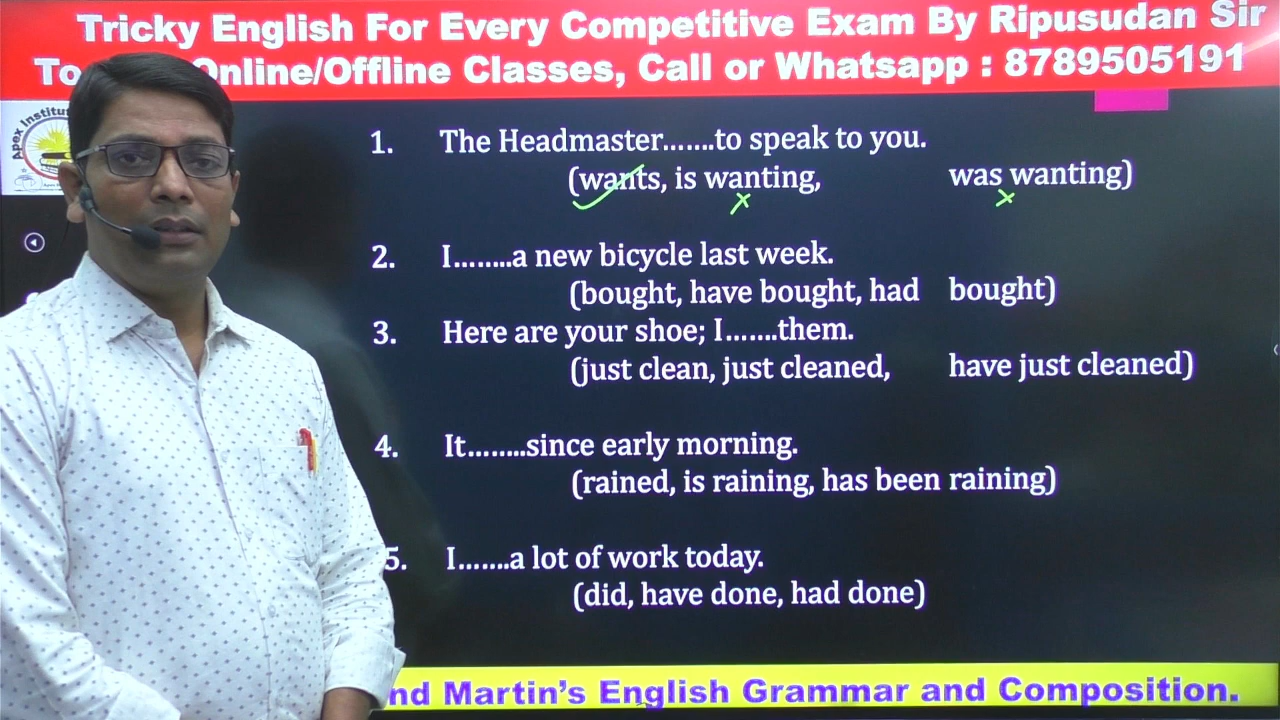 Tricky English For Every Competitive Exam By Ripusudan Sir
To Online/Offline Classes, Call or Whatsapp : 8789505191
Apex Institu
1. The Headmaster.......to speak to you.
(wants, is wanting, was wanting)
2. I........a new bicycle last week.
(bought, have bought, had bought)
3. Here are your shoe; I.......them.
(just clean, just cleaned, have just cleaned)
4. It........since early morning.
(rained, is raining, has been raining)
5. I.......a lot of work today.
(did, have done, had done)
nd Martin's English Grammar and Composition.